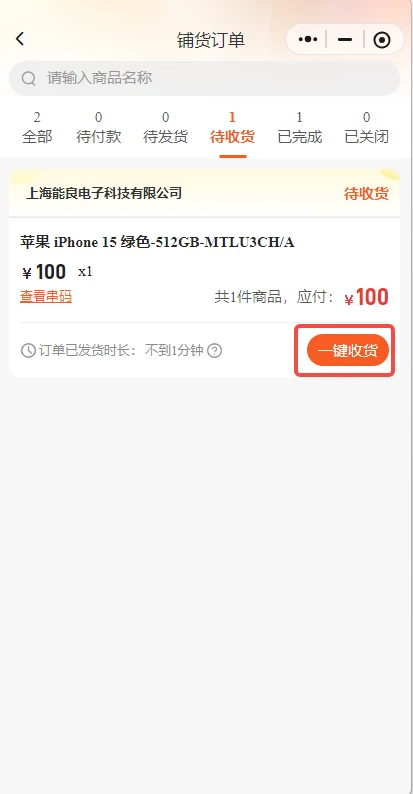 铺货订单
请输入商品名称
2 0 0 1 1 0
全部 待付款 待发货 待收货 已完成 已关闭
上海能良电子科技有限公司 待收货
苹果 iPhone 15 绿色-512GB-MTLU3CH/A
¥100 x1
查看串码 共1件商品，应付：¥100
订单已发货时长：不到1分钟 ? 一键收货